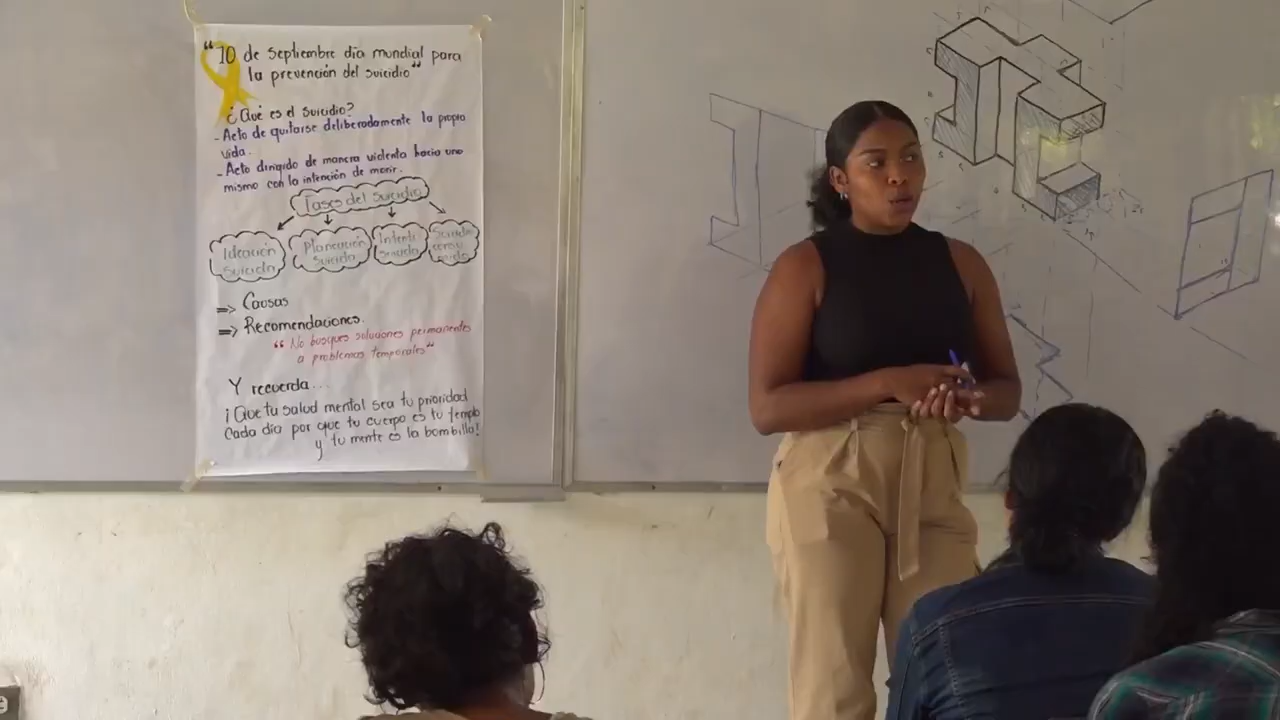 “10 de septiembre día mundial para
la prevención del suicidio”
¿Qué es el suicidio?
- Acto de quitarse deliberadamente la propia
vida.
- Acto dirigido de manera violenta hacia uno
mismo con la intención de morir.
Fases del Suicidio
Ideación
Suicida
Planeación
Suicida
Intento
Suicida
Suicidio
=> Causas
=> Recomendaciones.
“ No busques soluciones permanentes
a problemas temporales”
Y recuerda...
¡Que tu salud mental sea tu prioridad
Cada día por que tu cuerpo es tu templo
y tu mente es la bombilla!